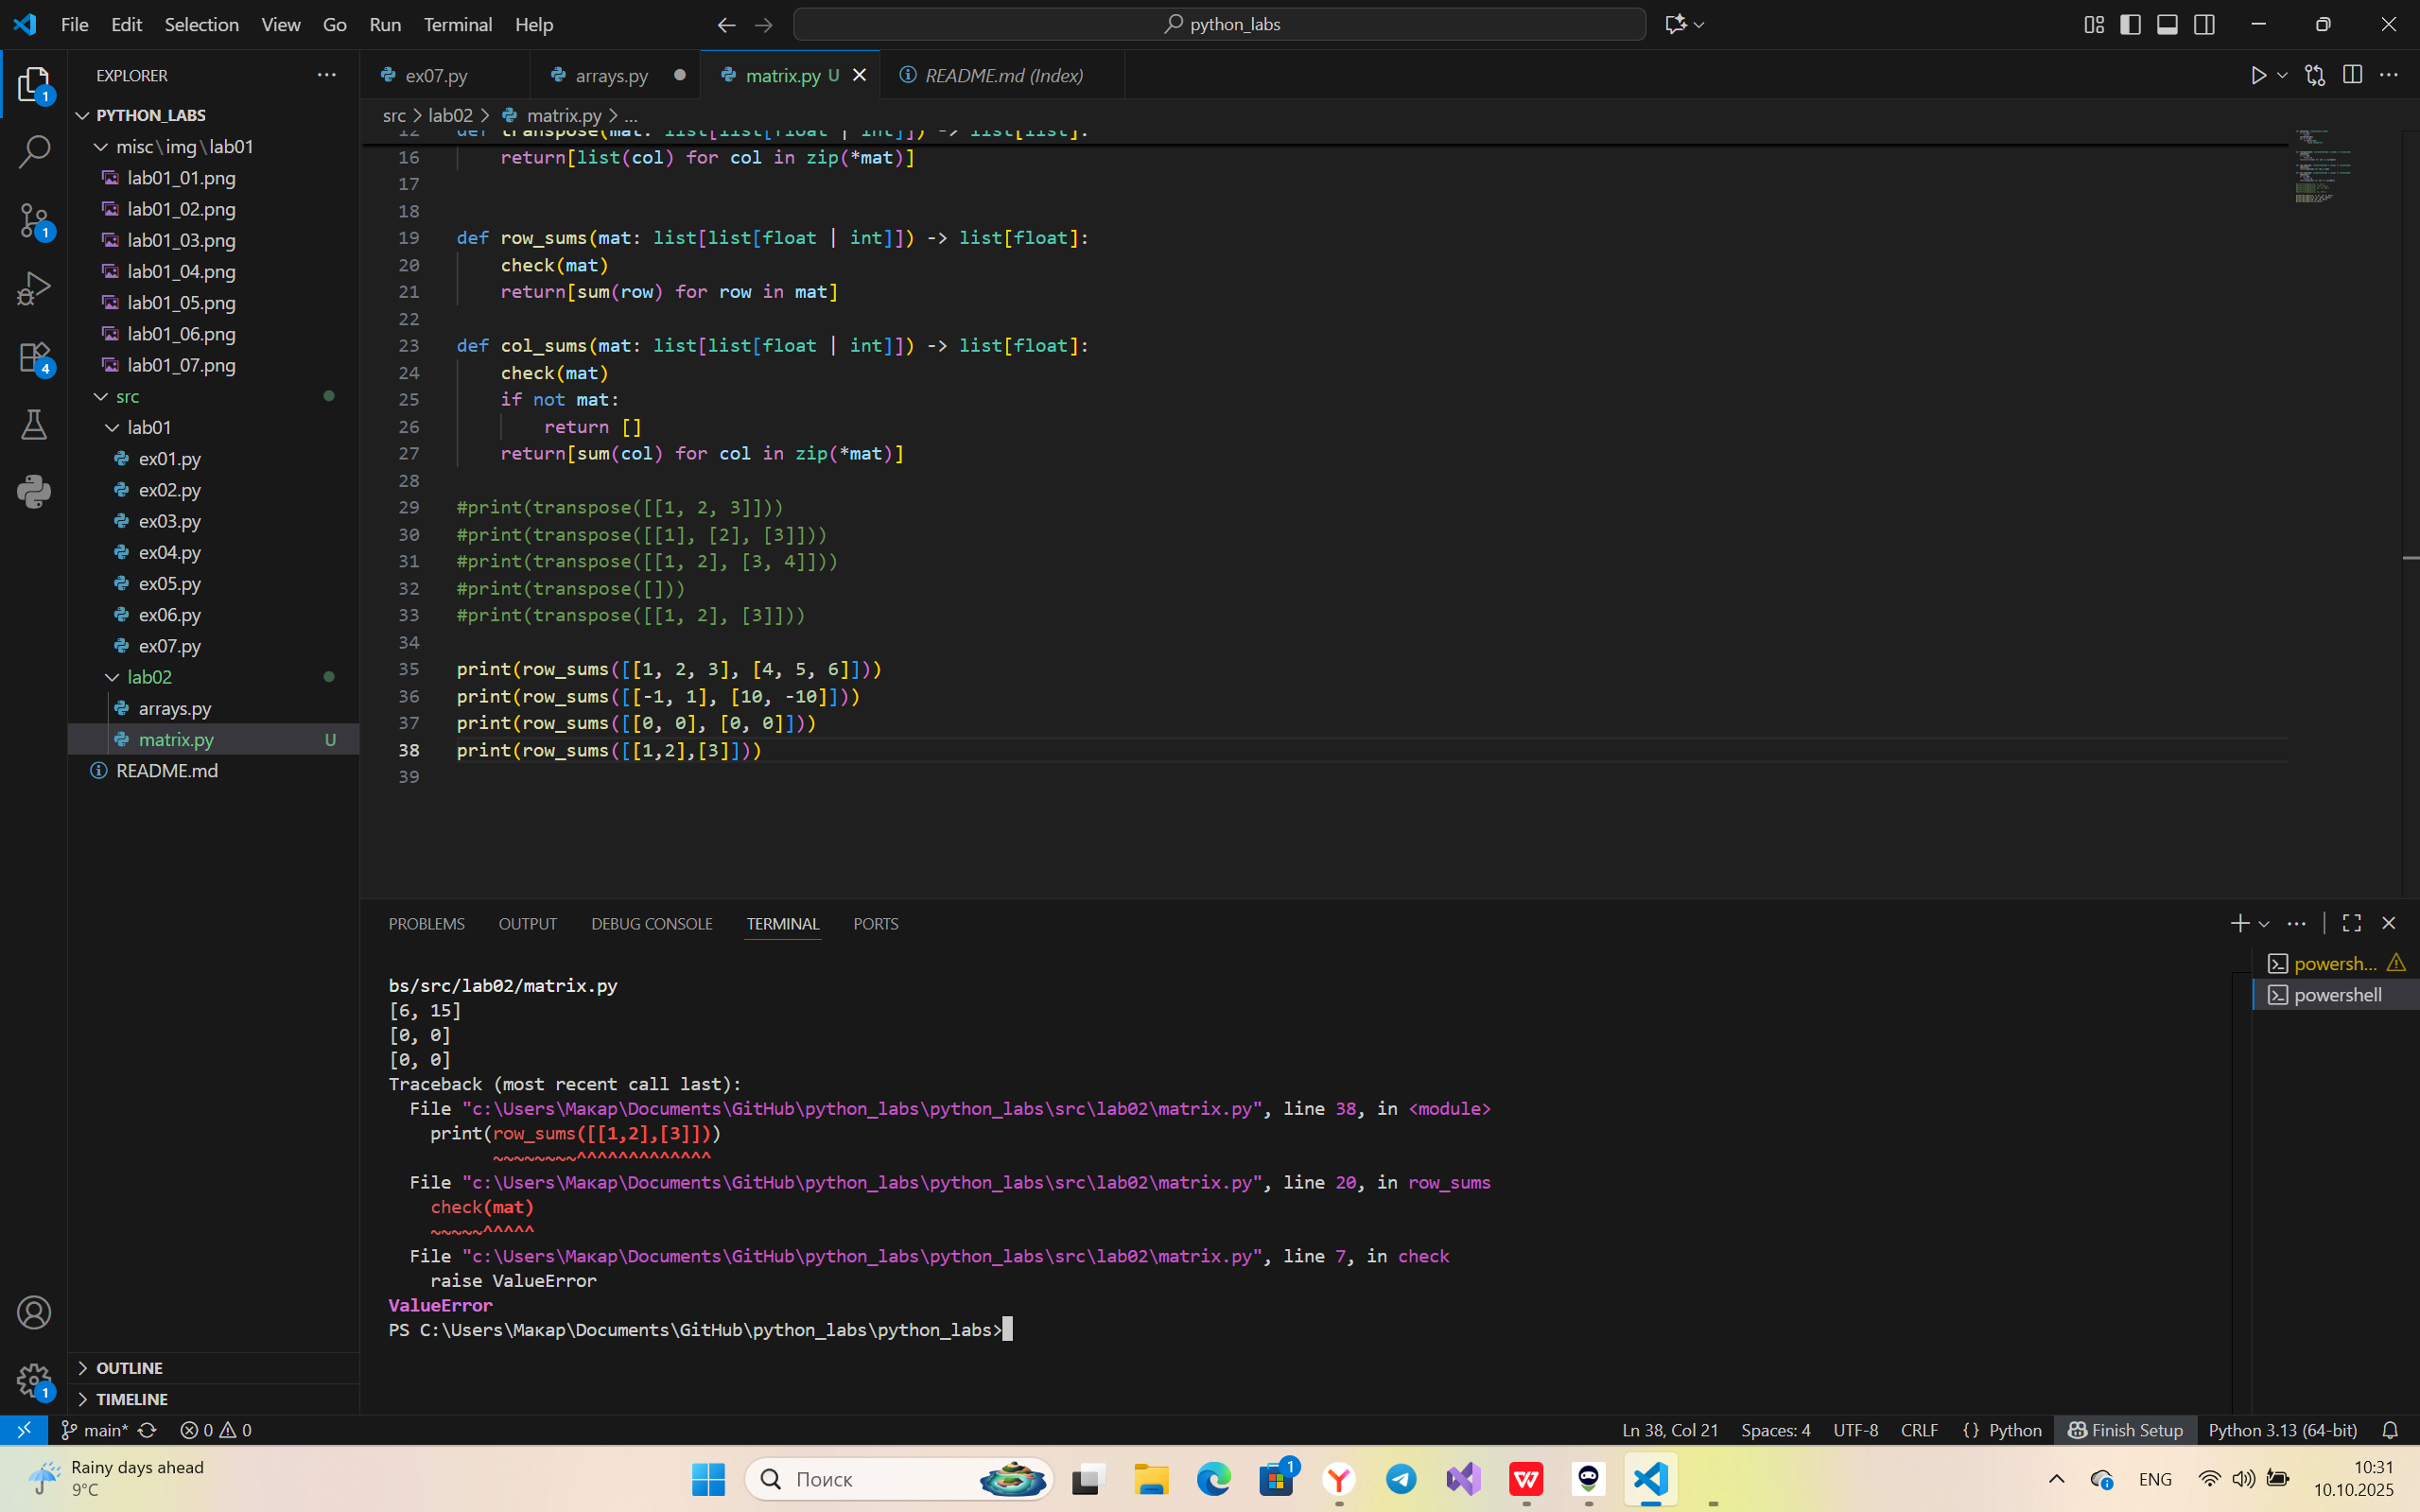 File Edit Selection View Go Run Terminal Help
python_labs
EXPLORER
PYTHON_LABS
misc\img\lab01
lab01_01.png
lab01_02.png
lab01_03.png
lab01_04.png
lab01_05.png
lab01_06.png
lab01_07.png
src
lab01
ex01.py
ex02.py
ex03.py
ex04.py
ex05.py
ex06.py
ex07.py
lab02
arrays.py
matrix.py U
README.md
OUTLINE
TIMELINE
1
1
4
1
ex07.py arrays.py matrix.py U README.md (Index)
src > lab02 > matrix.py > ...
12 def transpose(mat: list[list[float | int]]) -> list[list]:
16 return[list(col) for col in zip(*mat)]
17
18
19 def row_sums(mat: list[list[float | int]]) -> list[float]:
20 check(mat)
21 return[sum(row) for row in mat]
22
23 def col_sums(mat: list[list[float | int]]) -> list[float]:
24 check(mat)
25 if not mat:
26 return []
27 return[sum(col) for col in zip(*mat)]
28
29 #print(transpose([[1, 2, 3]]))
30 #print(transpose([[1], [2], [3]]))
31 #print(transpose([[1, 2], [3, 4]]))
32 #print(transpose([]))
33 #print(transpose([[1, 2], [3]]))
34
35 print(row_sums([[1, 2, 3], [4, 5, 6]]))
36 print(row_sums([[-1, 1], [10, -10]]))
37 print(row_sums([[0, 0], [0, 0]]))
38 print(row_sums([[1,2],[3]]))
39
PROBLEMS OUTPUT DEBUG CONSOLE TERMINAL PORTS
powersh...
powershell
bs/src/lab02/matrix.py
[6, 15]
[0, 0]
[0, 0]
Traceback (most recent call last):
File "c:\Users\Макар\Documents\GitHub\python_labs\python_labs\src\lab02\matrix.py", line 38, in <module>
print(row_sums([[1,2],[3]]))
~~~~~~~~^^^^^^^^^^^^^
File "c:\Users\Макар\Documents\GitHub\python_labs\python_labs\src\lab02\matrix.py", line 20, in row_sums
check(mat)
~~~~~^^^^^
File "c:\Users\Макар\Documents\GitHub\python_labs\python_labs\src\lab02\matrix.py", line 7, in check
raise ValueError
ValueError
PS C:\Users\Макар\Documents\GitHub\python_labs\python_labs>
main* 0 0 Ln 38, Col 21 Spaces: 4 UTF-8 CRLF {} Python Finish Setup Python 3.13 (64-bit)
Rainy days ahead
9°C
Поиск
1
ENG
10:31
10.10.2025